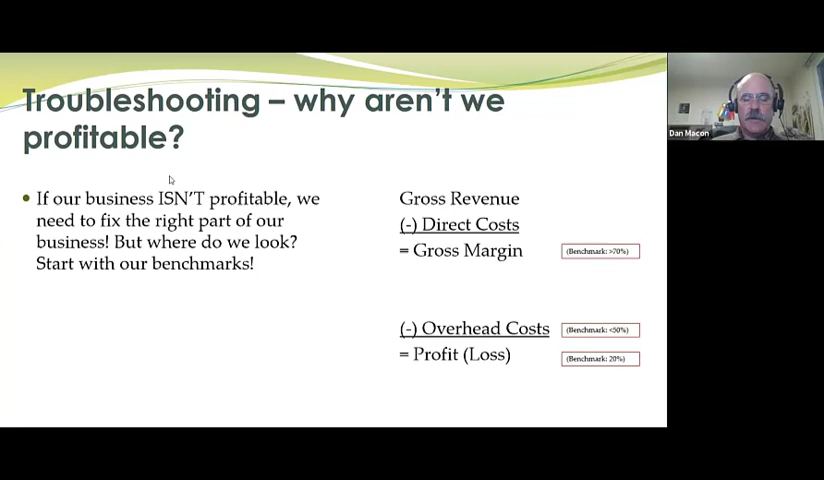 Troubleshooting – why aren't we
profitable?
Dan Macon
If our business ISN'T profitable, we
need to fix the right part of our
business! But where do we look?
Start with our benchmarks!
Gross Revenue
(-) Direct Costs
= Gross Margin
(Benchmark: >70%)
(-) Overhead Costs
(Benchmark: <50%)
= Profit (Loss)
(Benchmark: 20%)